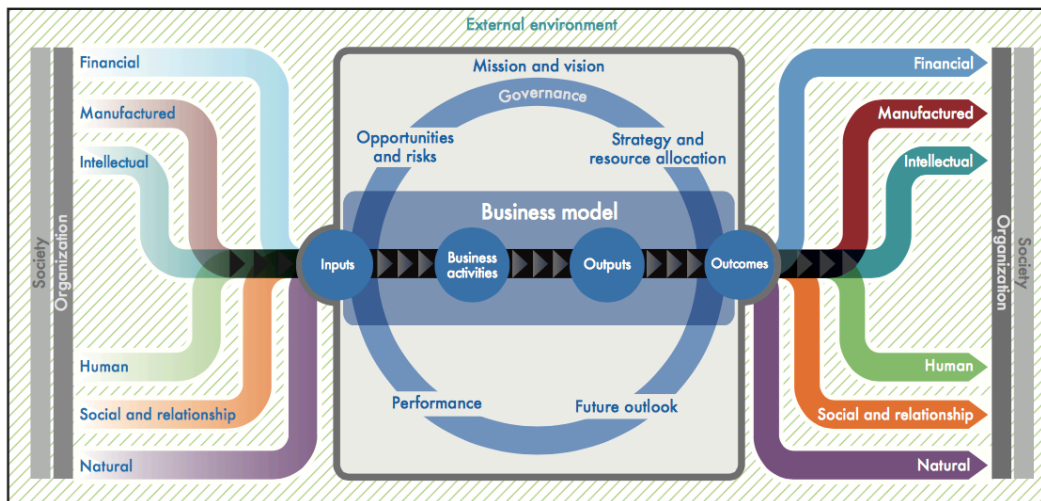 External environment
Society
Organization
Financial
Manufactured
Intellectual
Human
Social and relationship
Natural
Mission and vision
Governance
Opportunities
and risks
Strategy and
resource allocation
Business model
Inputs
Business
activities
Outputs
Outcomes
Performance
Future outlook
Financial
Manufactured
Intellectual
Human
Social and relationship
Natural
Organization
Society